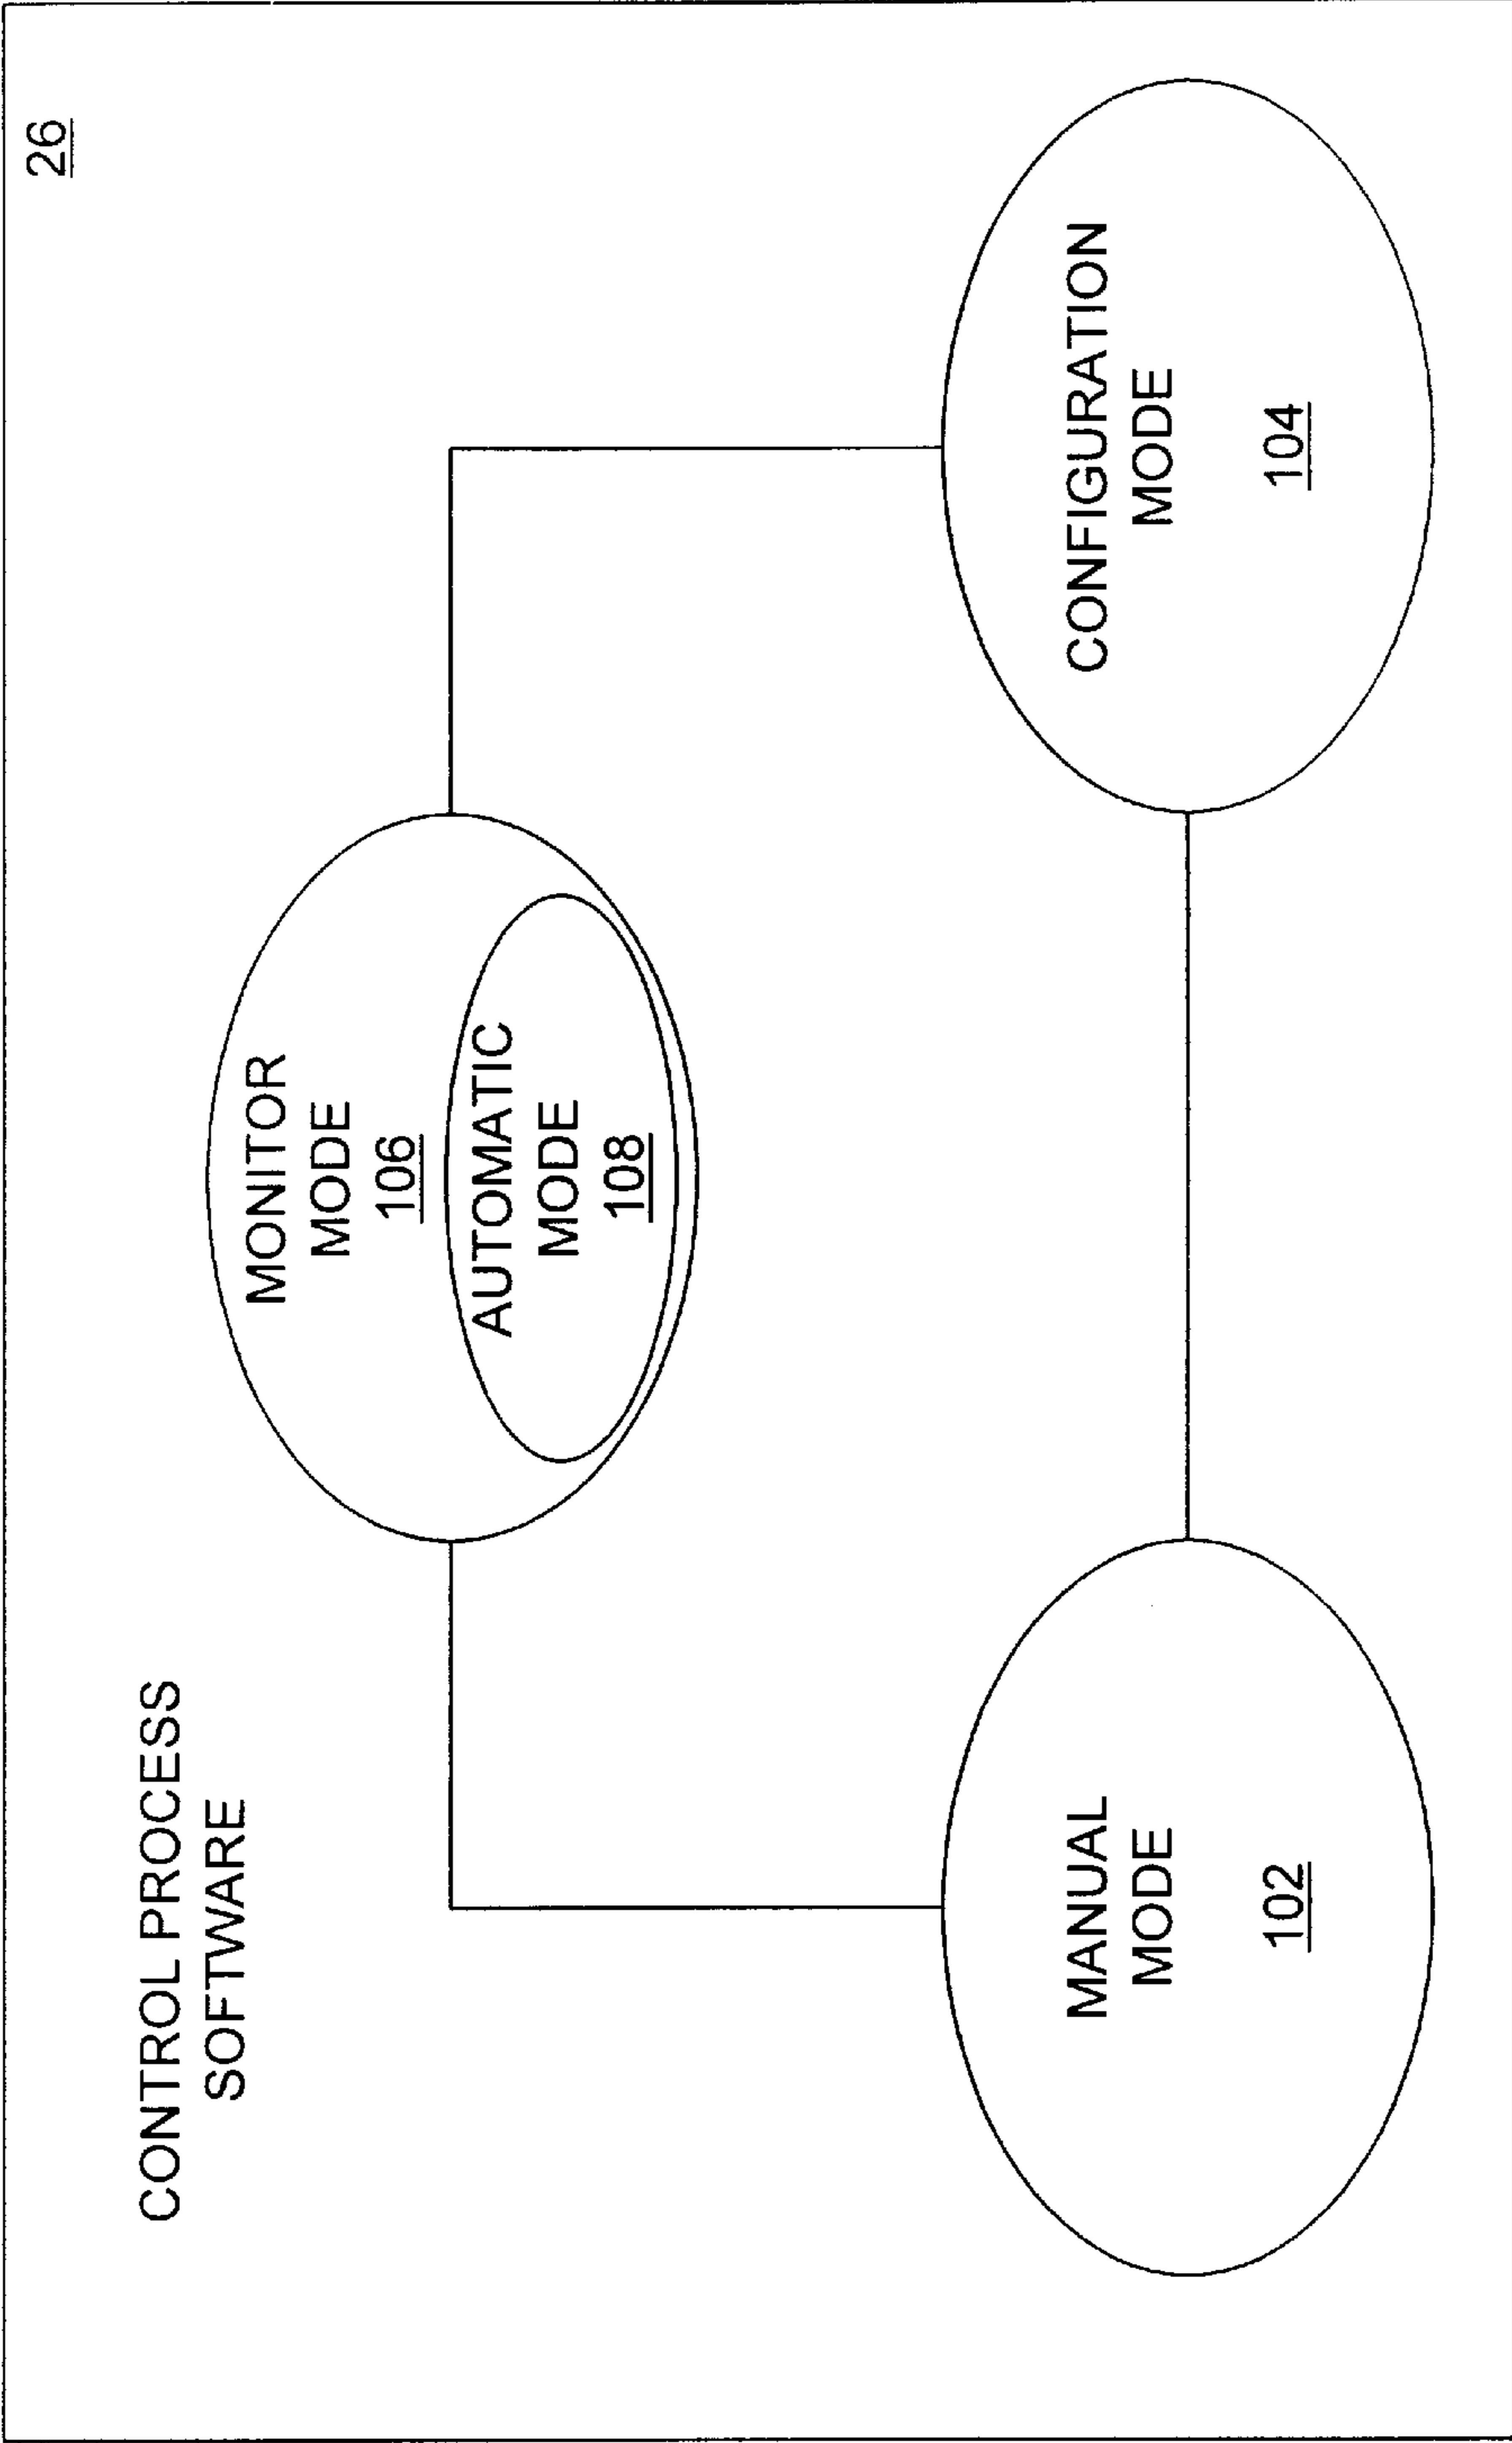 26
CONTROL PROCESS
SOFTWARE
MONITOR
MODE
106
AUTOMATIC
MODE
108
MANUAL
MODE
102
CONFIGURATION
MODE
104